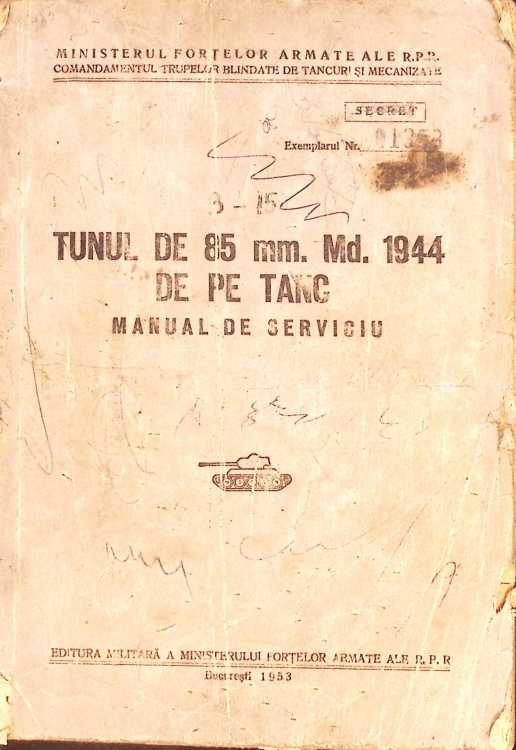 MINISTERUL FORȚELOR ARMATE ALE R.P.R.
COMANDAMENTUL TRUPELOR BLINDATE DE TANCURI ȘI MECANIZATE
SECRET
Exemplarul Nr.
TUNUL DE 85 mm. Md. 1944
DE PE TANC
MANUAL DE SERVICIU
EDITURA MILITARĂ A MINISTERULUI FORȚELOR ARMATE ALE R. P. R
București 1953